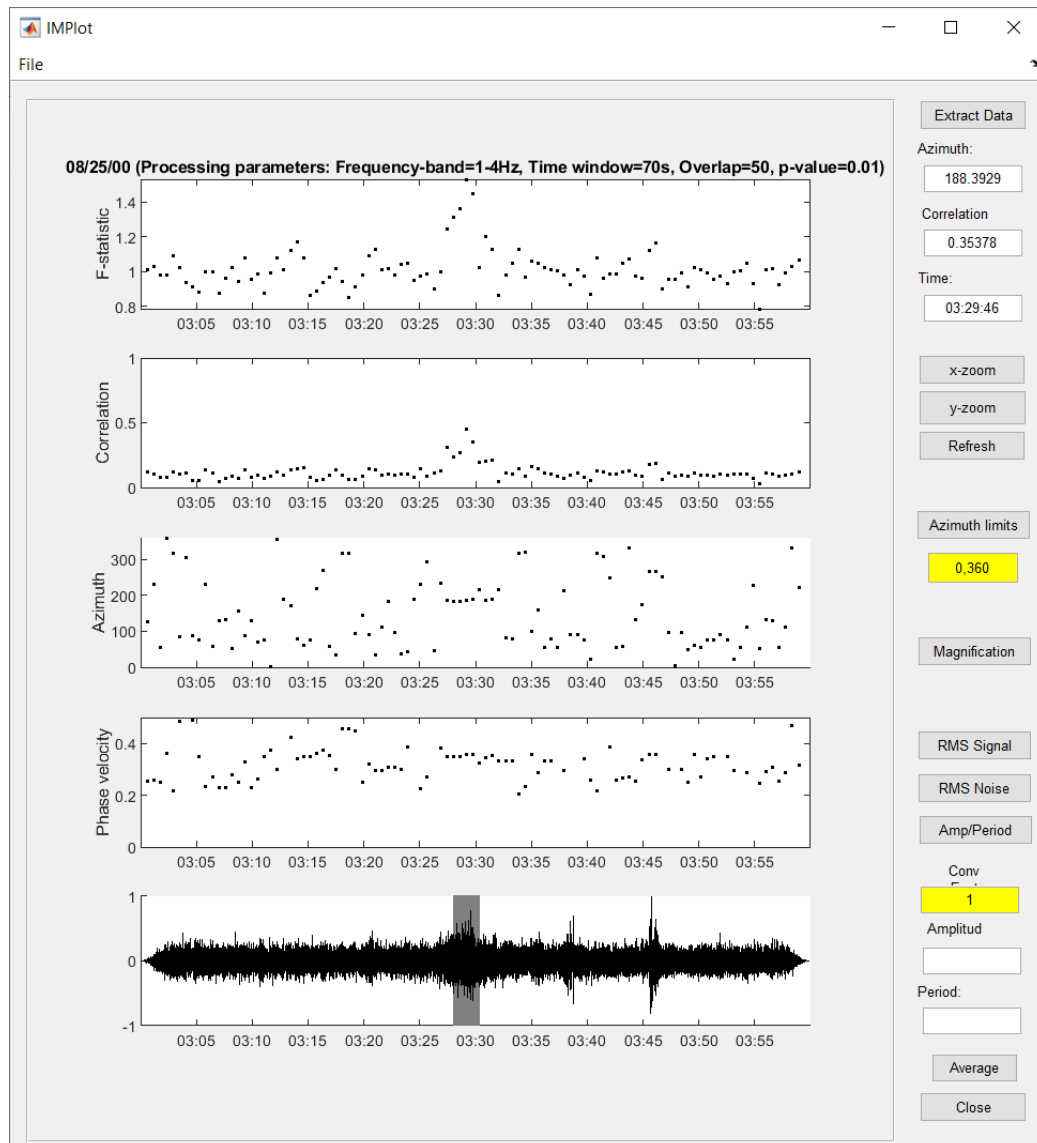 IMPlot
File
Extract Data
Azimuth:
188.3929
Correlation
0.35378
Time:
03:29:46
x-zoom
y-zoom
Refresh
Azimuth limits
0,360
Magnification
RMS Signal
RMS Noise
Amp/Period
Conv
1
Amplitud
Period:
Average
Close
08/25/00 (Processing parameters: Frequency-band=1-4Hz, Time window=70s, Overlap=50, p-value=0.01)
F-statistic
1.4
1.2
1
0.8
03:05 03:10 03:15 03:20 03:25 03:30 03:35 03:40 03:45 03:50 03:55
Correlation
1
0.5
0
03:05 03:10 03:15 03:20 03:25 03:30 03:35 03:40 03:45 03:50 03:55
Azimuth
300
200
100
0
03:05 03:10 03:15 03:20 03:25 03:30 03:35 03:40 03:45 03:50 03:55
Phase velocity
0.4
0.2
0
03:05 03:10 03:15 03:20 03:25 03:30 03:35 03:40 03:45 03:50 03:55
1
0
-1
03:05 03:10 03:15 03:20 03:25 03:30 03:35 03:40 03:45 03:50 03:55